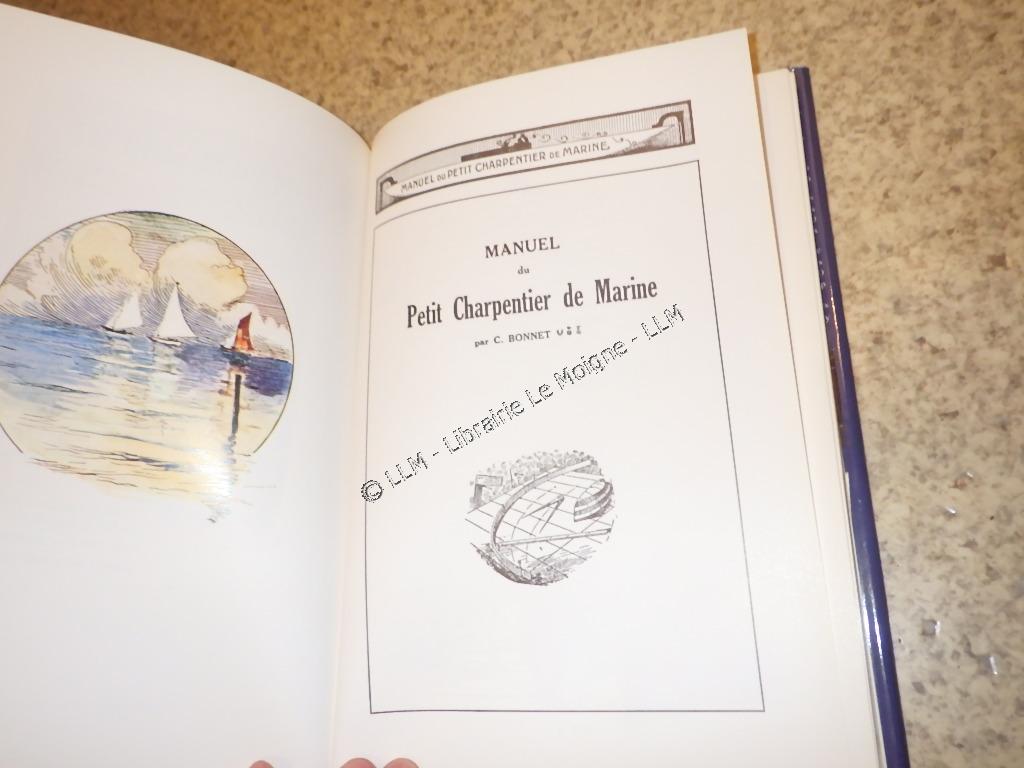 MANUEL DU PETIT CHARPENTIER DE MARINE
MANUEL
du
Petit Charpentier de Marine
par C. BONNET
© LLM - Librairie Le Moigne - LLM